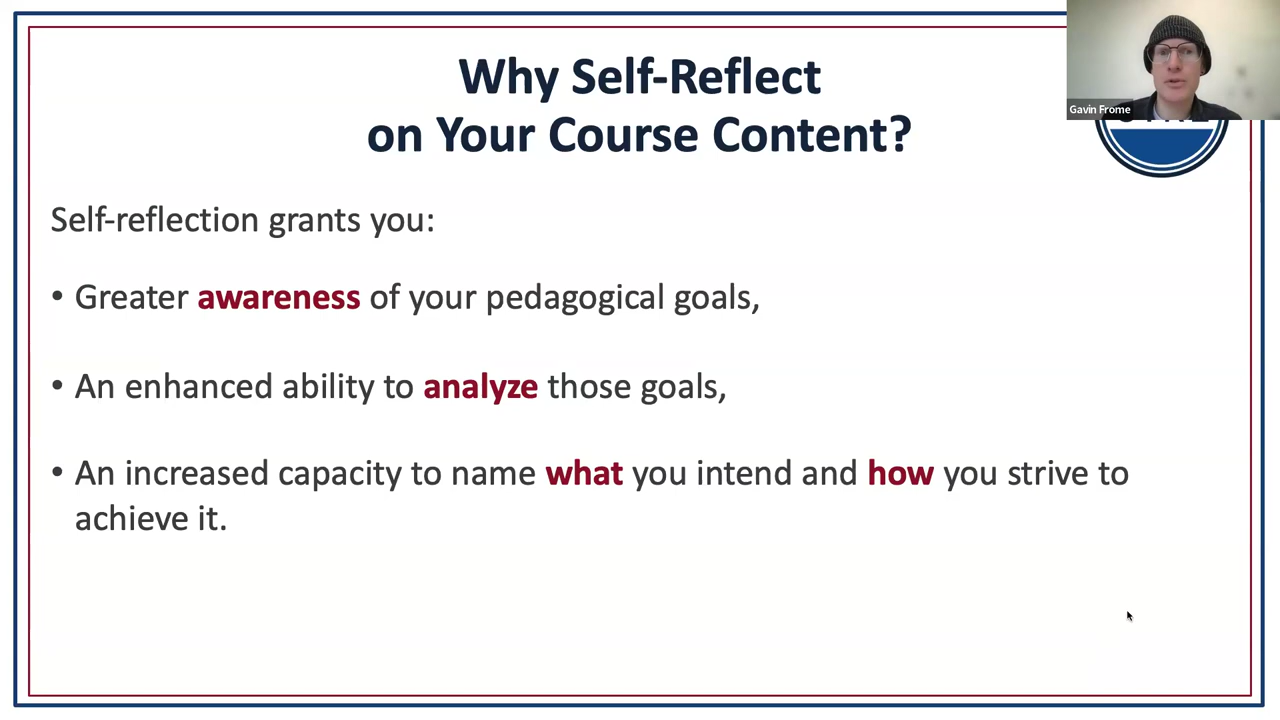 Why Self-Reflect
on Your Course Content?
Gavin Frome
Self-reflection grants you:
• Greater awareness of your pedagogical goals,
• An enhanced ability to analyze those goals,
• An increased capacity to name what you intend and how you strive to
achieve it.